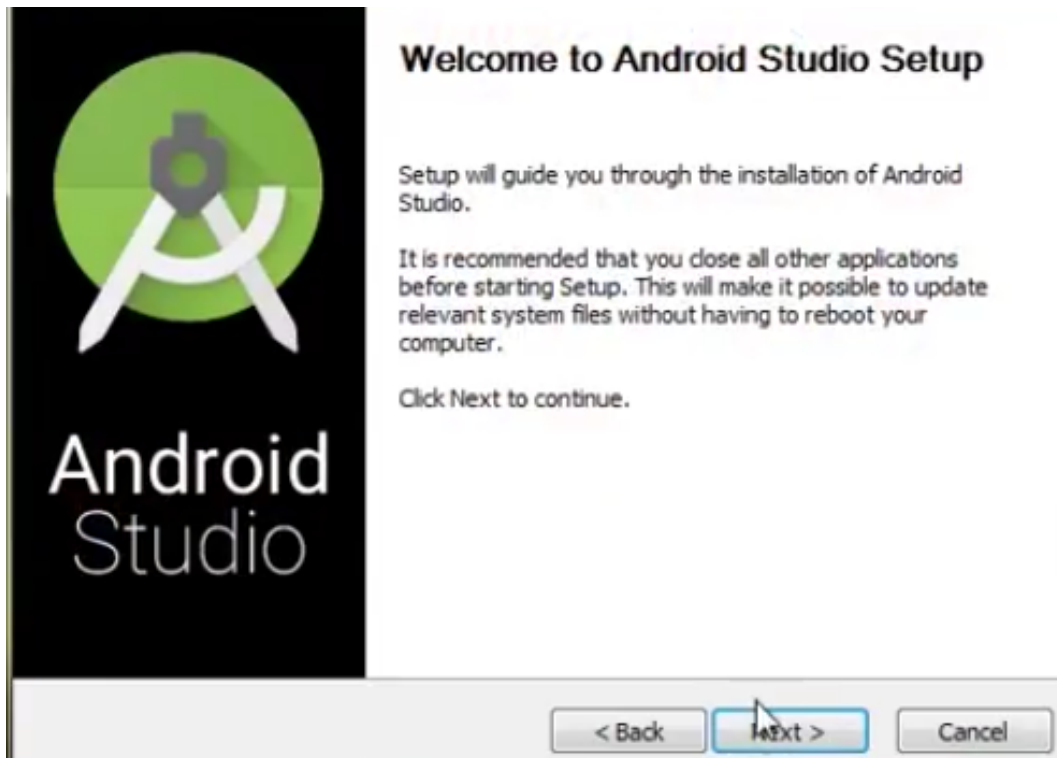 Welcome to Android Studio Setup
Setup will guide you through the installation of Android
Studio.
It is recommended that you close all other applications
before starting Setup. This will make it possible to update
relevant system files without having to reboot your
computer.
Click Next to continue.
Android
Studio
< Back
Next >
Cancel